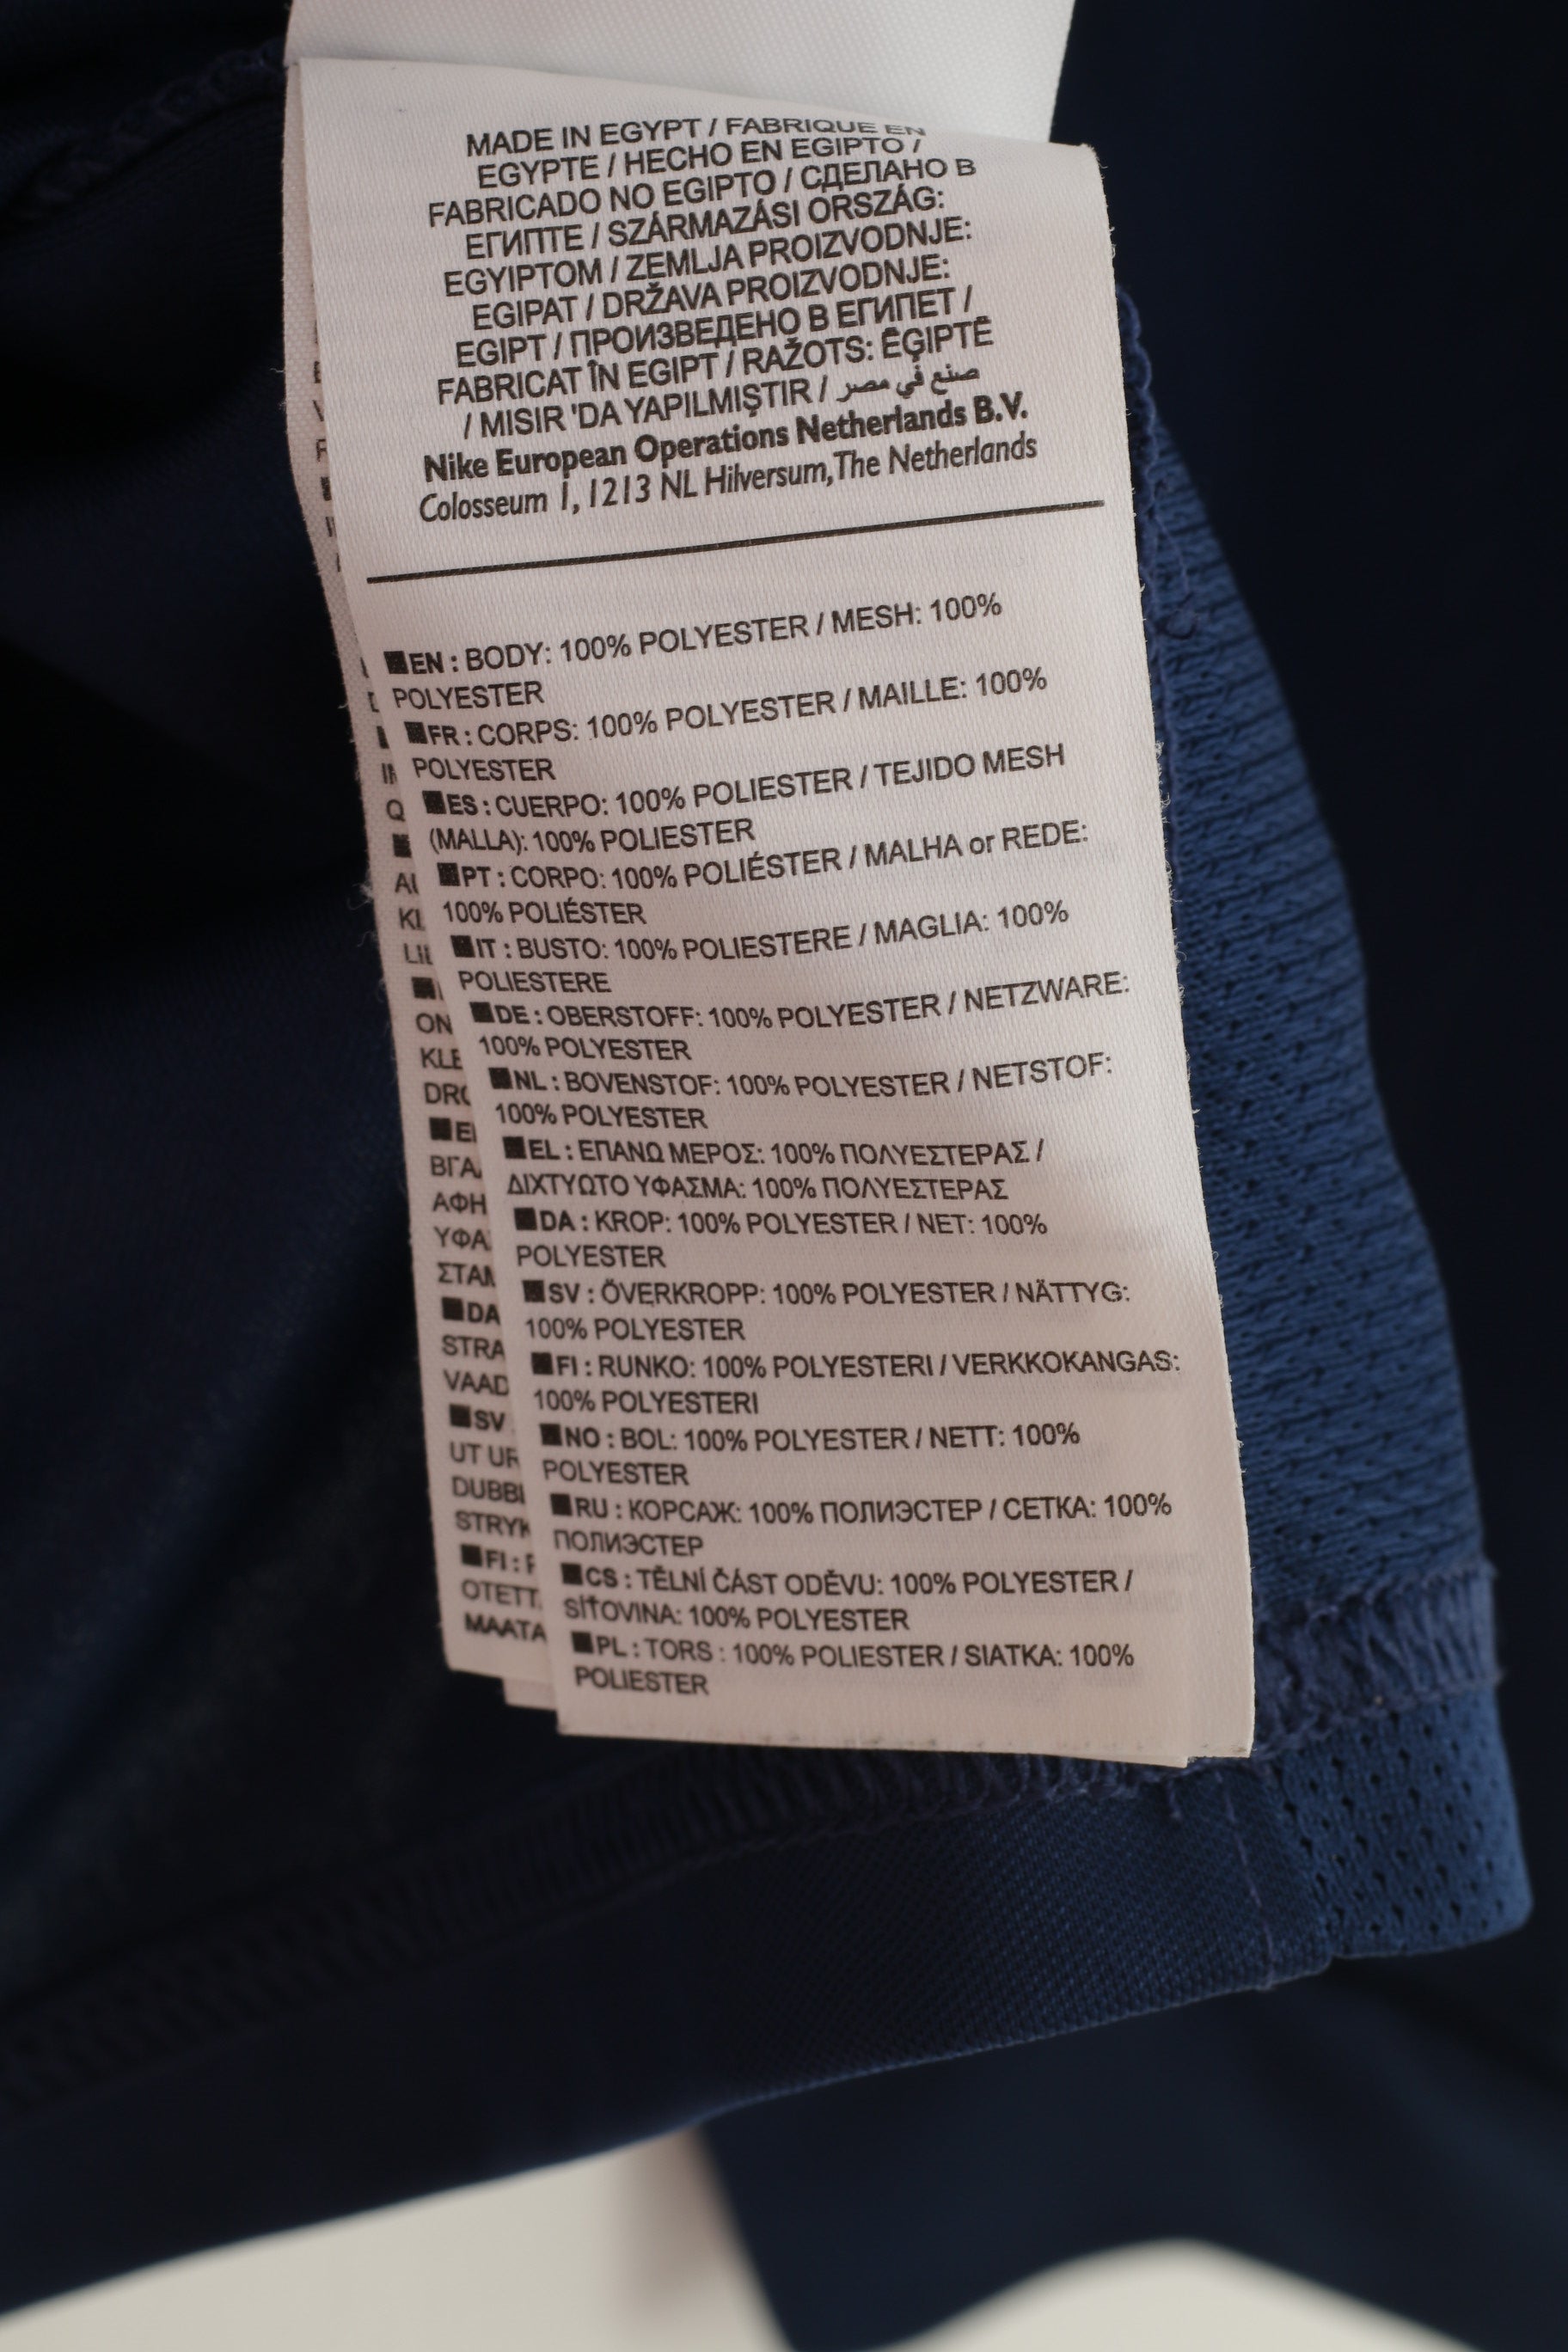 MADE IN EGYPT / FABRIQUE EN
EGYPTE / HECHO EN EGIPTO /
FABRICADO NO EGIPTO / СДЕЛАНО В
ЕГИПТЕ / SZÁRMAZÁSI ORSZÁG:
EGYIPTOM / ZEMLJA PROIZVODNJE:
EGIPAT / DRŽAVA PROIZVODNJE:
EGIPT / ПРОИЗВЕДЕНО В ЕГИПЕТ /
FABRICAT ÎN EGIPT / RAŽOTS: ĒĢIPTĒ
/ MISIR 'DA YAPILMIŞTIR / صنع في مصر
Nike European Operations Netherlands B.V.
Colosseum 1, 1213 NL Hilversum,The Netherlands
EN : BODY: 100% POLYESTER / MESH: 100%
POLYESTER
FR : CORPS: 100% POLYESTER / MAILLE: 100%
POLYESTER
ES : CUERPO: 100% POLIESTER / TEJIDO MESH
(MALLA): 100% POLIESTER
PT : CORPO: 100% POLIÉSTER / MALHA or REDE:
100% POLIÉSTER
IT : BUSTO: 100% POLIESTERE / MAGLIA: 100%
POLIESTERE
DE : OBERSTOFF: 100% POLYESTER / NETZWARE:
100% POLYESTER
NL : BOVENSTOF: 100% POLYESTER / NETSTOF:
100% POLYESTER
EL : ΕΠΑΝΩ ΜΕΡΟΣ: 100% ΠΟΛΥΕΣΤΕΡΑΣ /
ΔΙΧΤΥΩΤΟ ΥΦΑΣΜΑ: 100% ΠΟΛΥΕΣΤΕΡΑΣ
DA : KROP: 100% POLYESTER / NET: 100%
POLYESTER
SV : ÖVERKROPP: 100% POLYESTER / NÄTTYG:
100% POLYESTER
FI : RUNKO: 100% POLYESTERI / VERKKOKANGAS:
100% POLYESTERI
NO : BOL: 100% POLYESTER / NETT: 100%
POLYESTER
RU : КОРСАЖ: 100% ПОЛИЭСТЕР / СЕТКА: 100%
ПОЛИЭСТЕР
CS : TĚLNÍ ČÁST ODĚVU: 100% POLYESTER /
SÍŤOVINA: 100% POLYESTER
PL : TORS : 100% POLIESTER / SIATKA: 100%
POLIESTER